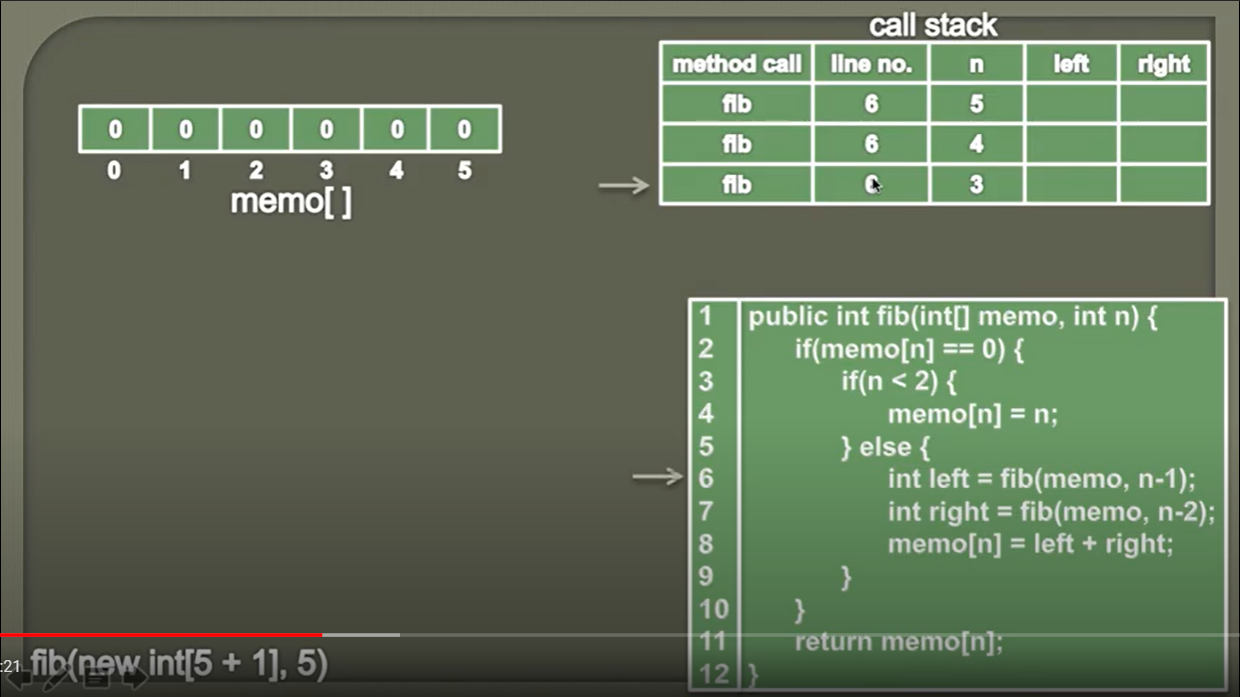 call stack
method call line no. n left right
fib 6 5
fib 6 4
fib 3
0 0 0 0 0 0
0 1 2 3 4 5
memo[ ]
1 public int fib(int[] memo, int n) {
2 if(memo[n] == 0) {
3 if(n < 2) {
4 memo[n] = n;
5 } else {
6 int left = fib(memo, n-1);
7 int right = fib(memo, n-2);
8 memo[n] = left + right;
9 }
10 }
11 return memo[n];
12 }
:21
fib(new int[5 + 1], 5)